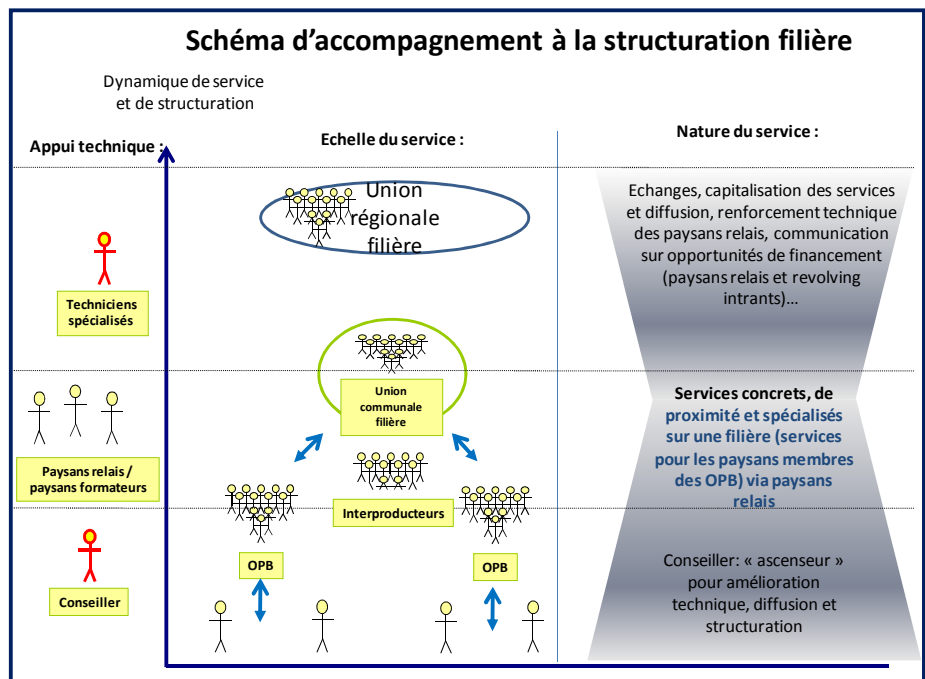 Schéma d'accompagnement à la structuration filière
Dynamique de service
et de structuration
Appui technique :
Echelle du service :
Nature du service :
Union
régionale
filière
Echanges, capitalisation des services
et diffusion, renforcement technique
des paysans relais, communication
sur opportunités de financement
(paysans relais et revolving
intrants)...
Techniciens
spécialisés
Union
communale
filière
Services concrets, de
proximité et spécialisés
sur une filière (services
pour les paysans membres
des OPB) via paysans
relais
Paysans relais /
paysans formateurs
Interproducteurs
OPB
OPB
Conseiller
Conseiller: « ascenseur »
pour amélioration
technique, diffusion et
structuration